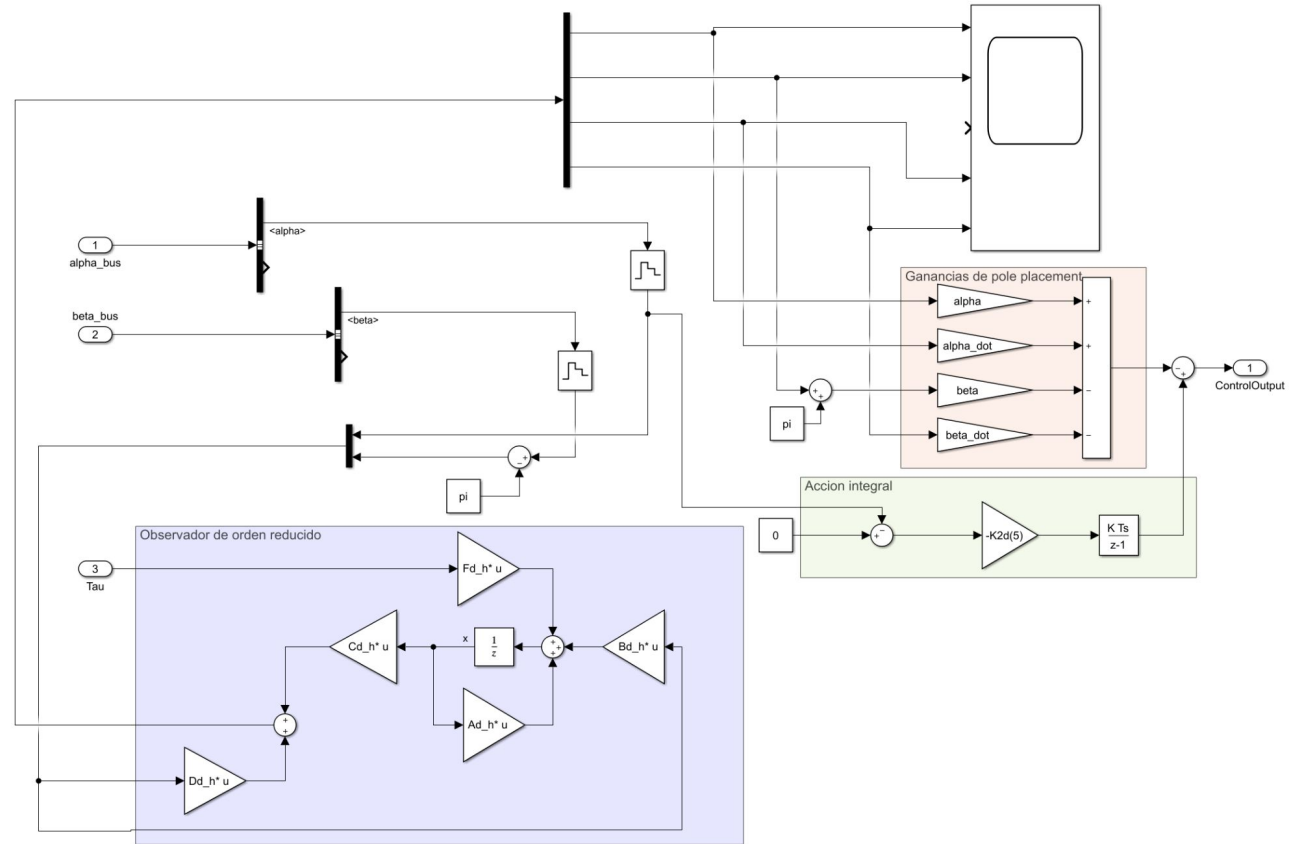 <alpha>
1
alpha_bus
<beta>
beta_bus
2
pi
Ganancias de pole placement
alpha
+
alpha_dot
+
beta
−
beta_dot
−
+
+
pi
−
+
1
ControlOutput
−
+
Accion integral
0
−
+
-K2d(5)
K Ts
z-1
Observador de orden reducido
3
Tau
Fd_h* u
Cd_h* u
x
1
z
+
+
+
Bd_h* u
Ad_h* u
+
+
Dd_h* u